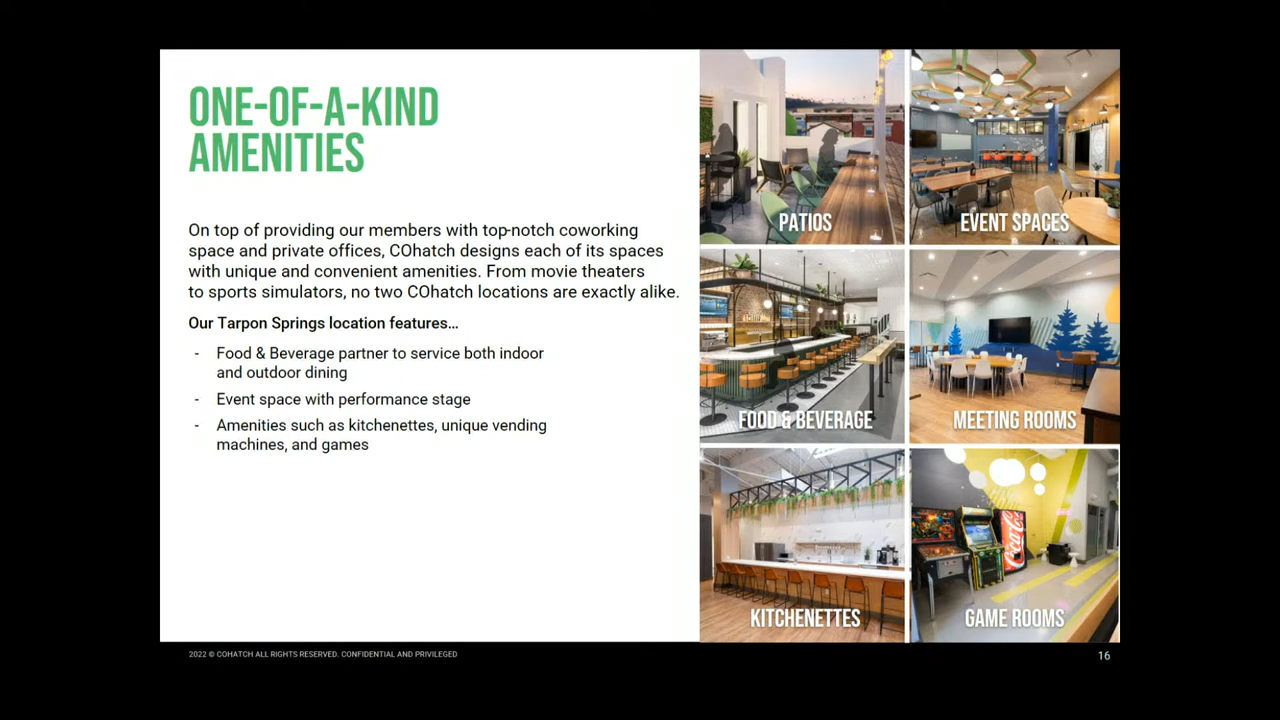 ONE-OF-A-KIND
AMENITIES
On top of providing our members with top-notch coworking
space and private offices, COhatch designs each of its spaces
with unique and convenient amenities. From movie theaters
to sports simulators, no two COhatch locations are exactly alike.
Our Tarpon Springs location features...
- Food & Beverage partner to service both indoor
and outdoor dining
- Event space with performance stage
- Amenities such as kitchenettes, unique vending
machines, and games
PATIOS
EVENT SPACES
FOOD & BEVERAGE
MEETING ROOMS
KITCHENETTES
Coca-Cola
GAME ROOMS
2022 © COHATCH ALL RIGHTS RESERVED. CONFIDENTIAL AND PRIVILEGED
16